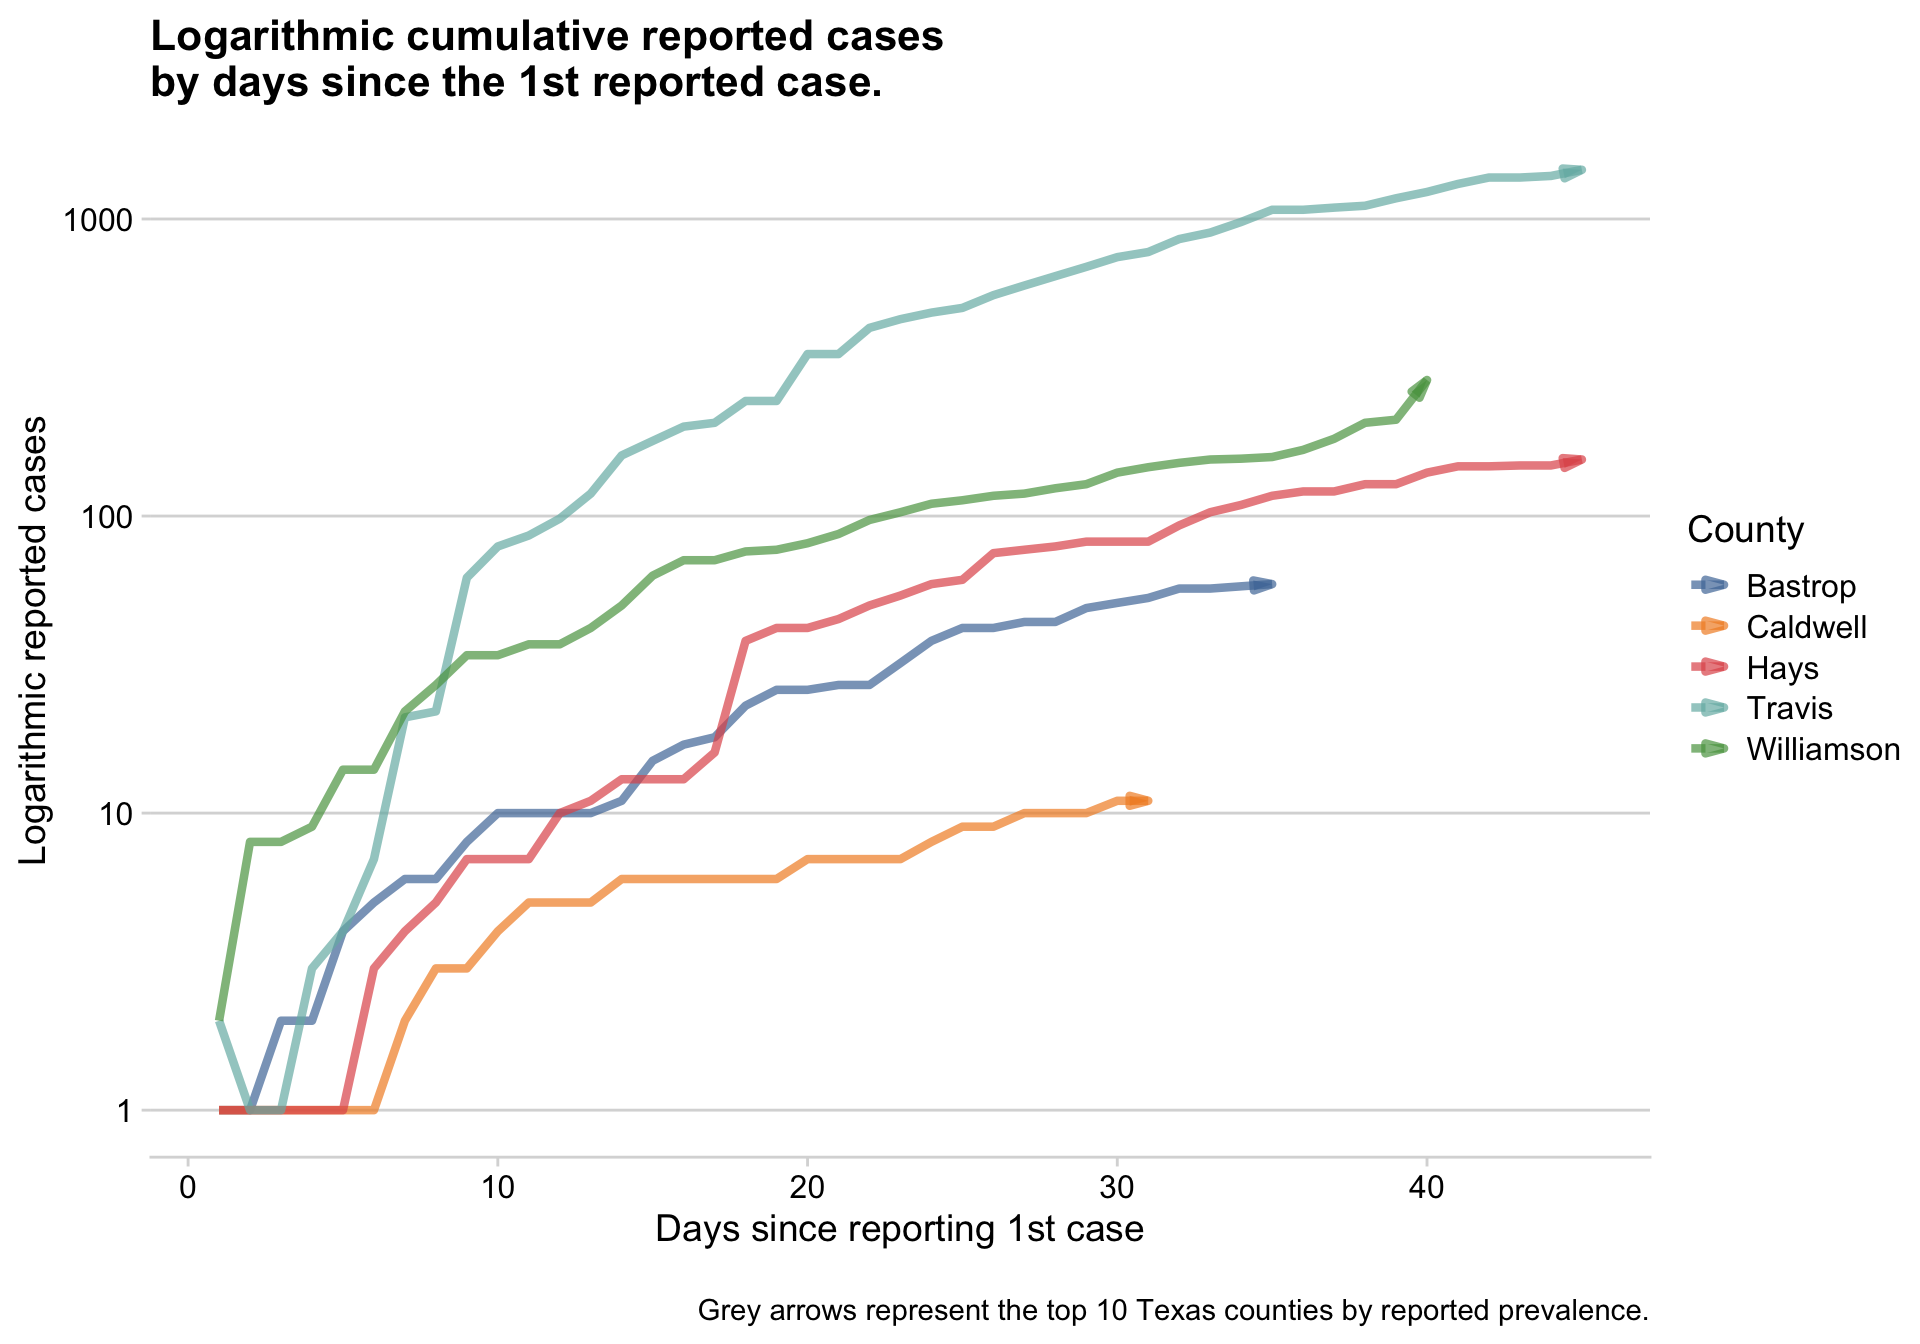 Logarithmic cumulative reported cases
by days since the 1st reported case.
Logarithmic reported cases
1000
100
10
1
0 10 20 30 40
Days since reporting 1st case
County
Bastrop
Caldwell
Hays
Travis
Williamson
Grey arrows represent the top 10 Texas counties by reported prevalence.